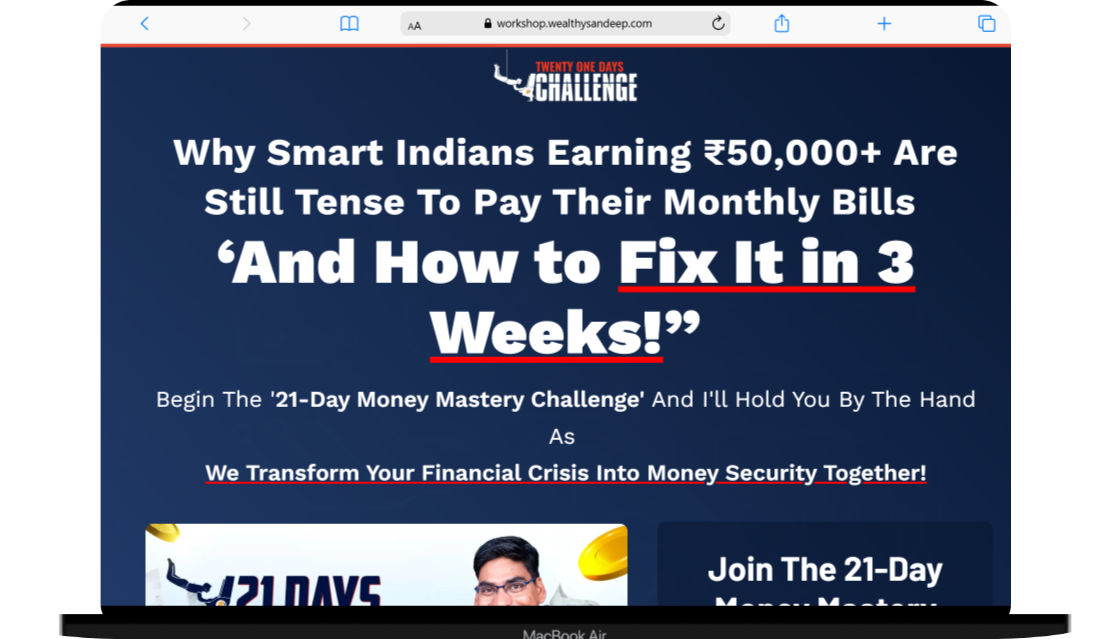 AA workshop.wealthysandeep.com
TWENTY ONE DAYS
CHALLENGE
Why Smart Indians Earning ₹50,000+ Are
Still Tense To Pay Their Monthly Bills
‘And How to Fix It in 3
Weeks!”
Begin The '21-Day Money Mastery Challenge' And I'll Hold You By The Hand
As
We Transform Your Financial Crisis Into Money Security Together!
21 DAYS
Join The 21-Day
Money Mastery
MacBook Air